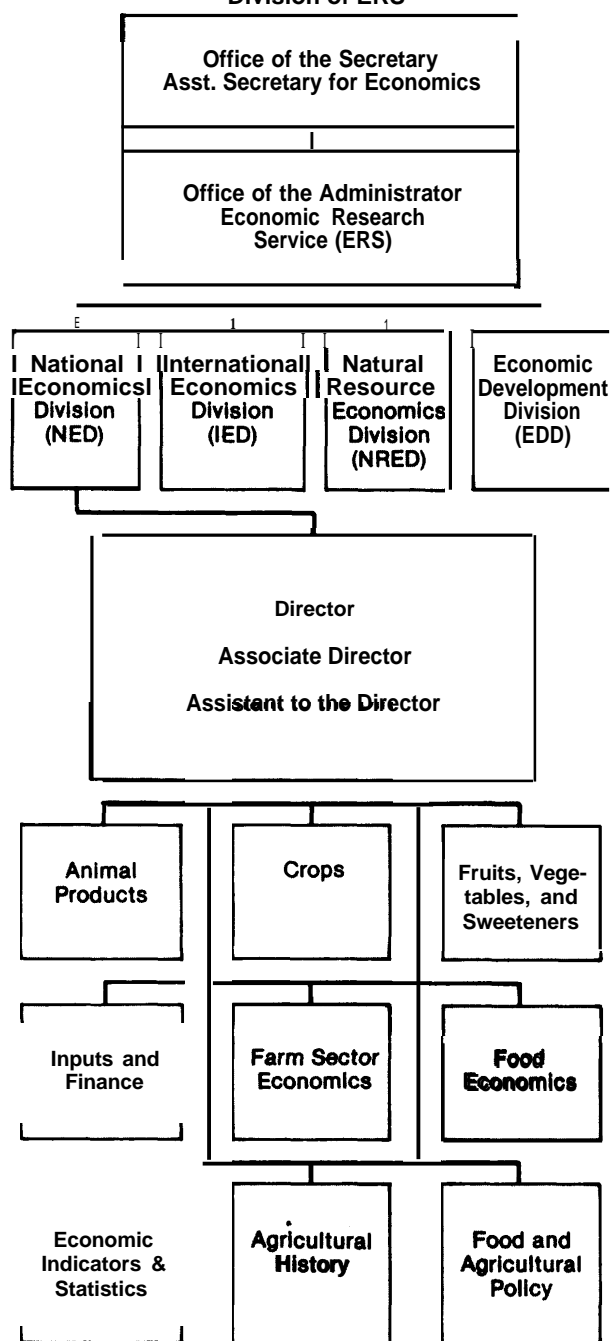 Division of ERS
Office of the Secretary
Asst. Secretary for Economics
Office of the Administrator
Economic Research
Service (ERS)
National
Economics
Division
(NED)
International
Economics
Division
(IED)
Natural
Resource
Economics
Division
(NRED)
Economic
Development
Division
(EDD)
Director
Associate Director
Assistant to the Director
Animal
Products
Crops
Fruits, Vege-
tables, and
Sweeteners
Inputs and
Finance
Farm Sector
Economics
Food
Economics
Economic
Indicators &
Statistics
Agricultural
History
Food and
Agricultural
Policy